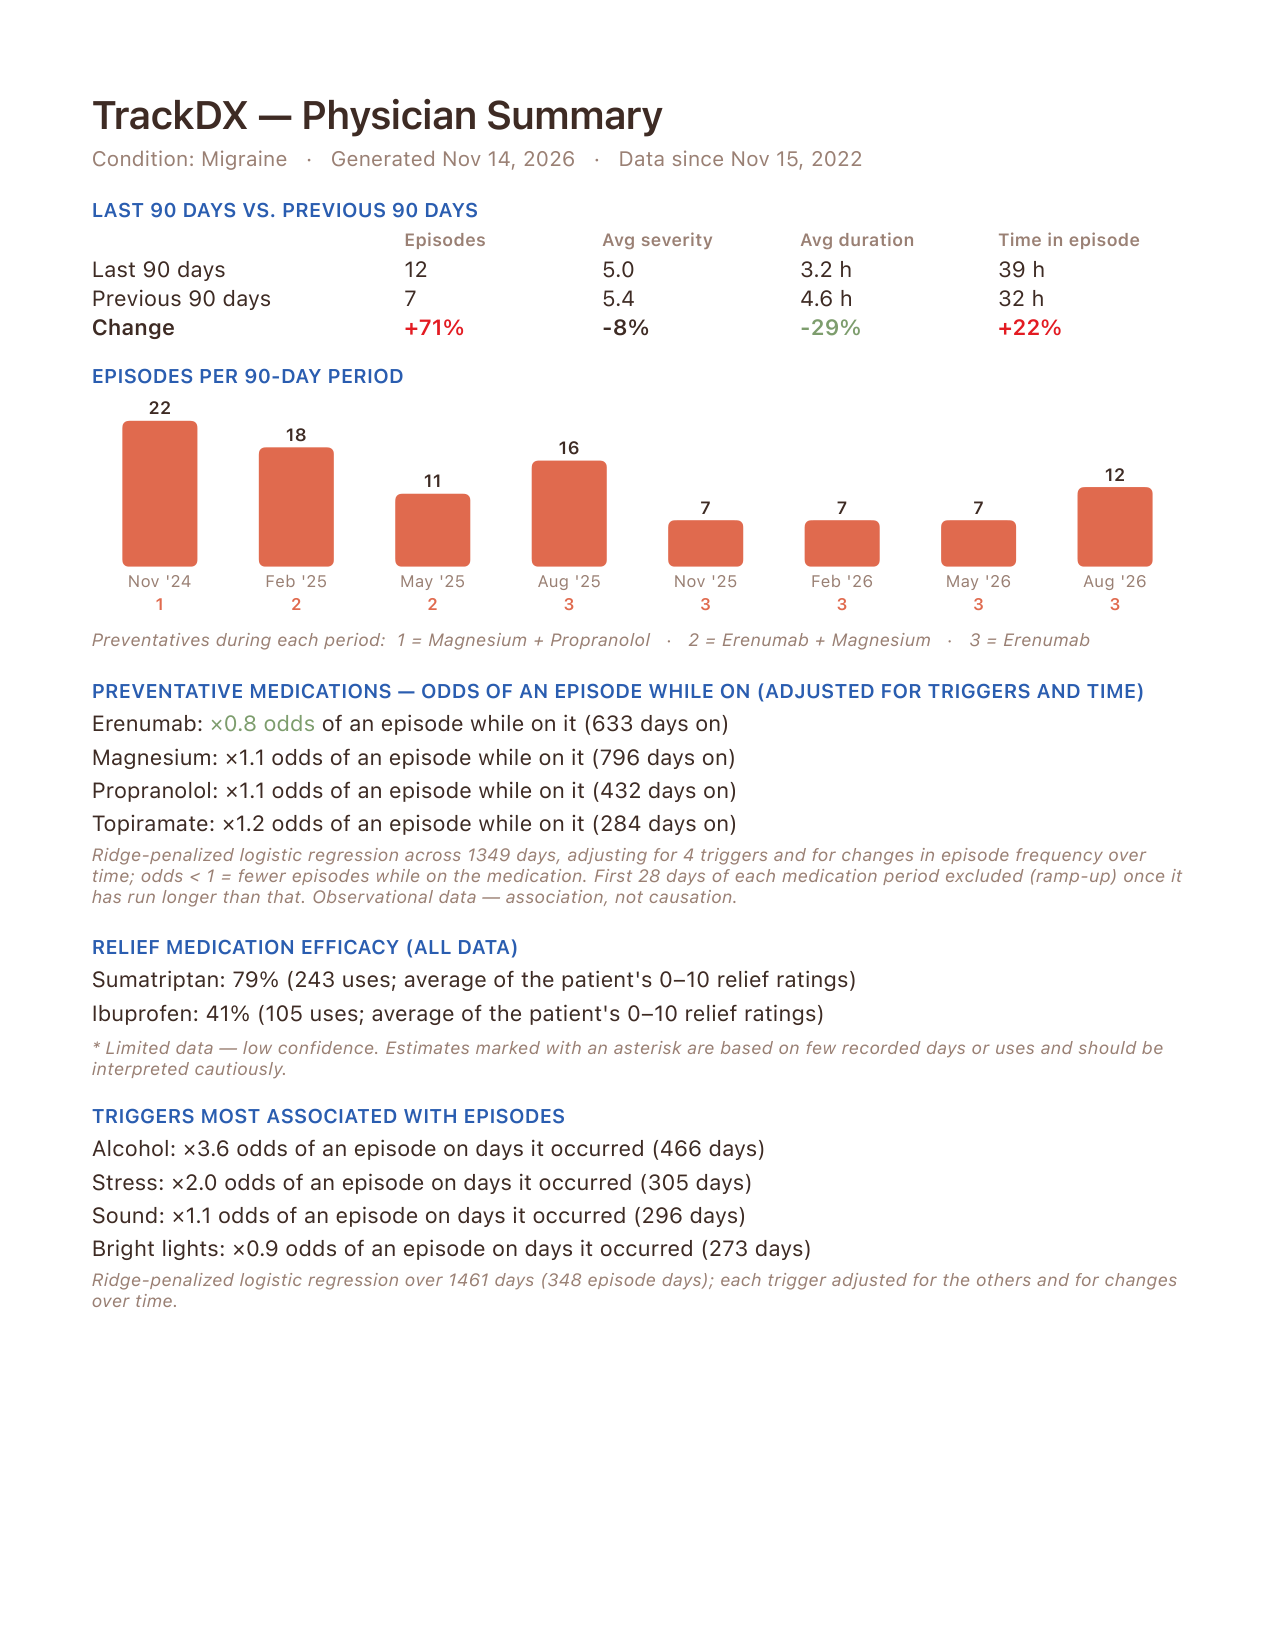 TrackDX — Physician Summary
Condition: Migraine · Generated Nov 14, 2026 · Data since Nov 15, 2022
LAST 90 DAYS VS. PREVIOUS 90 DAYS
Episodes Avg severity Avg duration Time in episode
Last 90 days 12 5.0 3.2 h 39 h
Previous 90 days 7 5.4 4.6 h 32 h
Change +71% -8% -29% +22%
EPISODES PER 90-DAY PERIOD
22 18 11 16 7 7 7 12
Nov '24 Feb '25 May '25 Aug '25 Nov '25 Feb '26 May '26 Aug '26
1 2 2 3 3 3 3 3
Preventatives during each period: 1 = Magnesium + Propranolol · 2 = Erenumab + Magnesium · 3 = Erenumab
PREVENTATIVE MEDICATIONS — ODDS OF AN EPISODE WHILE ON (ADJUSTED FOR TRIGGERS AND TIME)
Erenumab: ×0.8 odds of an episode while on it (633 days on)
Magnesium: ×1.1 odds of an episode while on it (796 days on)
Propranolol: ×1.1 odds of an episode while on it (432 days on)
Topiramate: ×1.2 odds of an episode while on it (284 days on)
Ridge-penalized logistic regression across 1349 days, adjusting for 4 triggers and for changes in episode frequency over
time; odds < 1 = fewer episodes while on the medication. First 28 days of each medication period excluded (ramp-up) once it
has run longer than that. Observational data — association, not causation.
RELIEF MEDICATION EFFICACY (ALL DATA)
Sumatriptan: 79% (243 uses; average of the patient's 0–10 relief ratings)
Ibuprofen: 41% (105 uses; average of the patient's 0–10 relief ratings)
* Limited data — low confidence. Estimates marked with an asterisk are based on few recorded days or uses and should be
interpreted cautiously.
TRIGGERS MOST ASSOCIATED WITH EPISODES
Alcohol: ×3.6 odds of an episode on days it occurred (466 days)
Stress: ×2.0 odds of an episode on days it occurred (305 days)
Sound: ×1.1 odds of an episode on days it occurred (296 days)
Bright lights: ×0.9 odds of an episode on days it occurred (273 days)
Ridge-penalized logistic regression over 1461 days (348 episode days); each trigger adjusted for the others and for changes
over time.